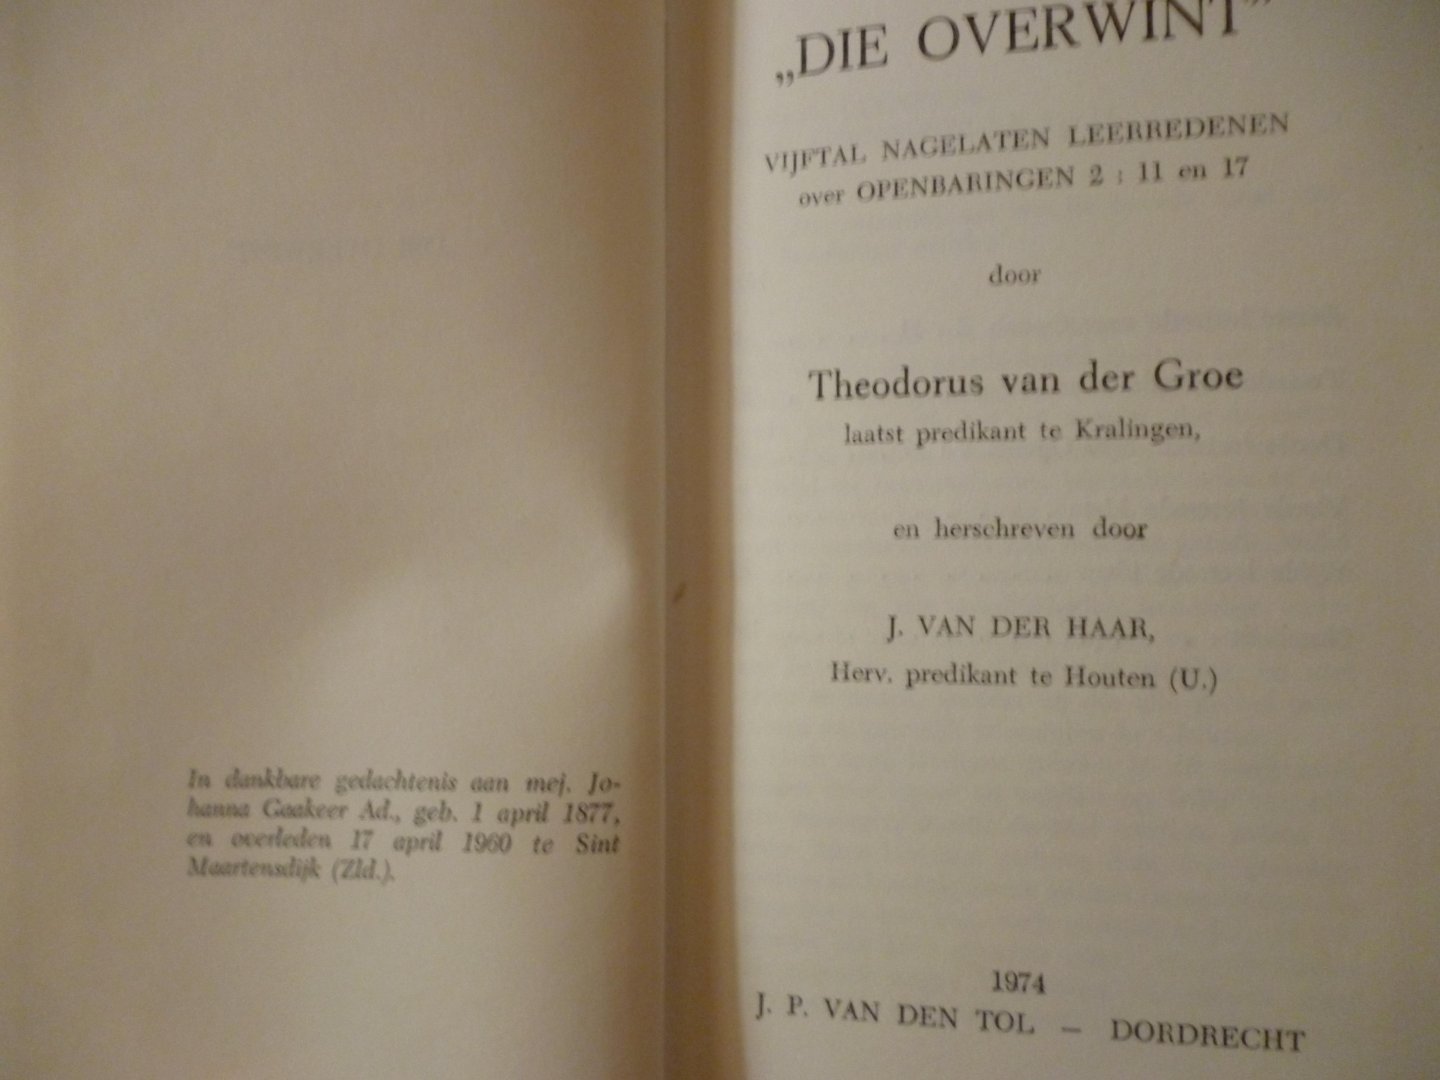 In dankbare gedachtenis aan mej. Jo-
hanna Gaakeer Ad., geb. 1 april 1877,
en overleden 17 april 1960 te Sint
Maartensdijk (Zld.).
„DIE OVERWINT”
VIJFTAL NAGELATEN LEERREDENEN
over OPENBARINGEN 2 : 11 en 17
door
Theodorus van der Groe
laatst predikant te Kralingen,
en herschreven door
J. VAN DER HAAR,
Herv. predikant te Houten (U.)
1974
J. P. VAN DEN TOL — DORDRECHT